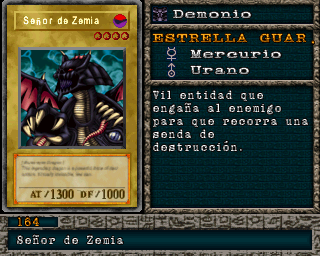 Señor de Zemia
AT/1300 DF/1000
Demonio
ESTRELLA GUAR.
Mercurio
Urano
Vil entidad que
engaña al enemigo
para que recorra una
senda de
destrucción.
164
Señor de Zemia